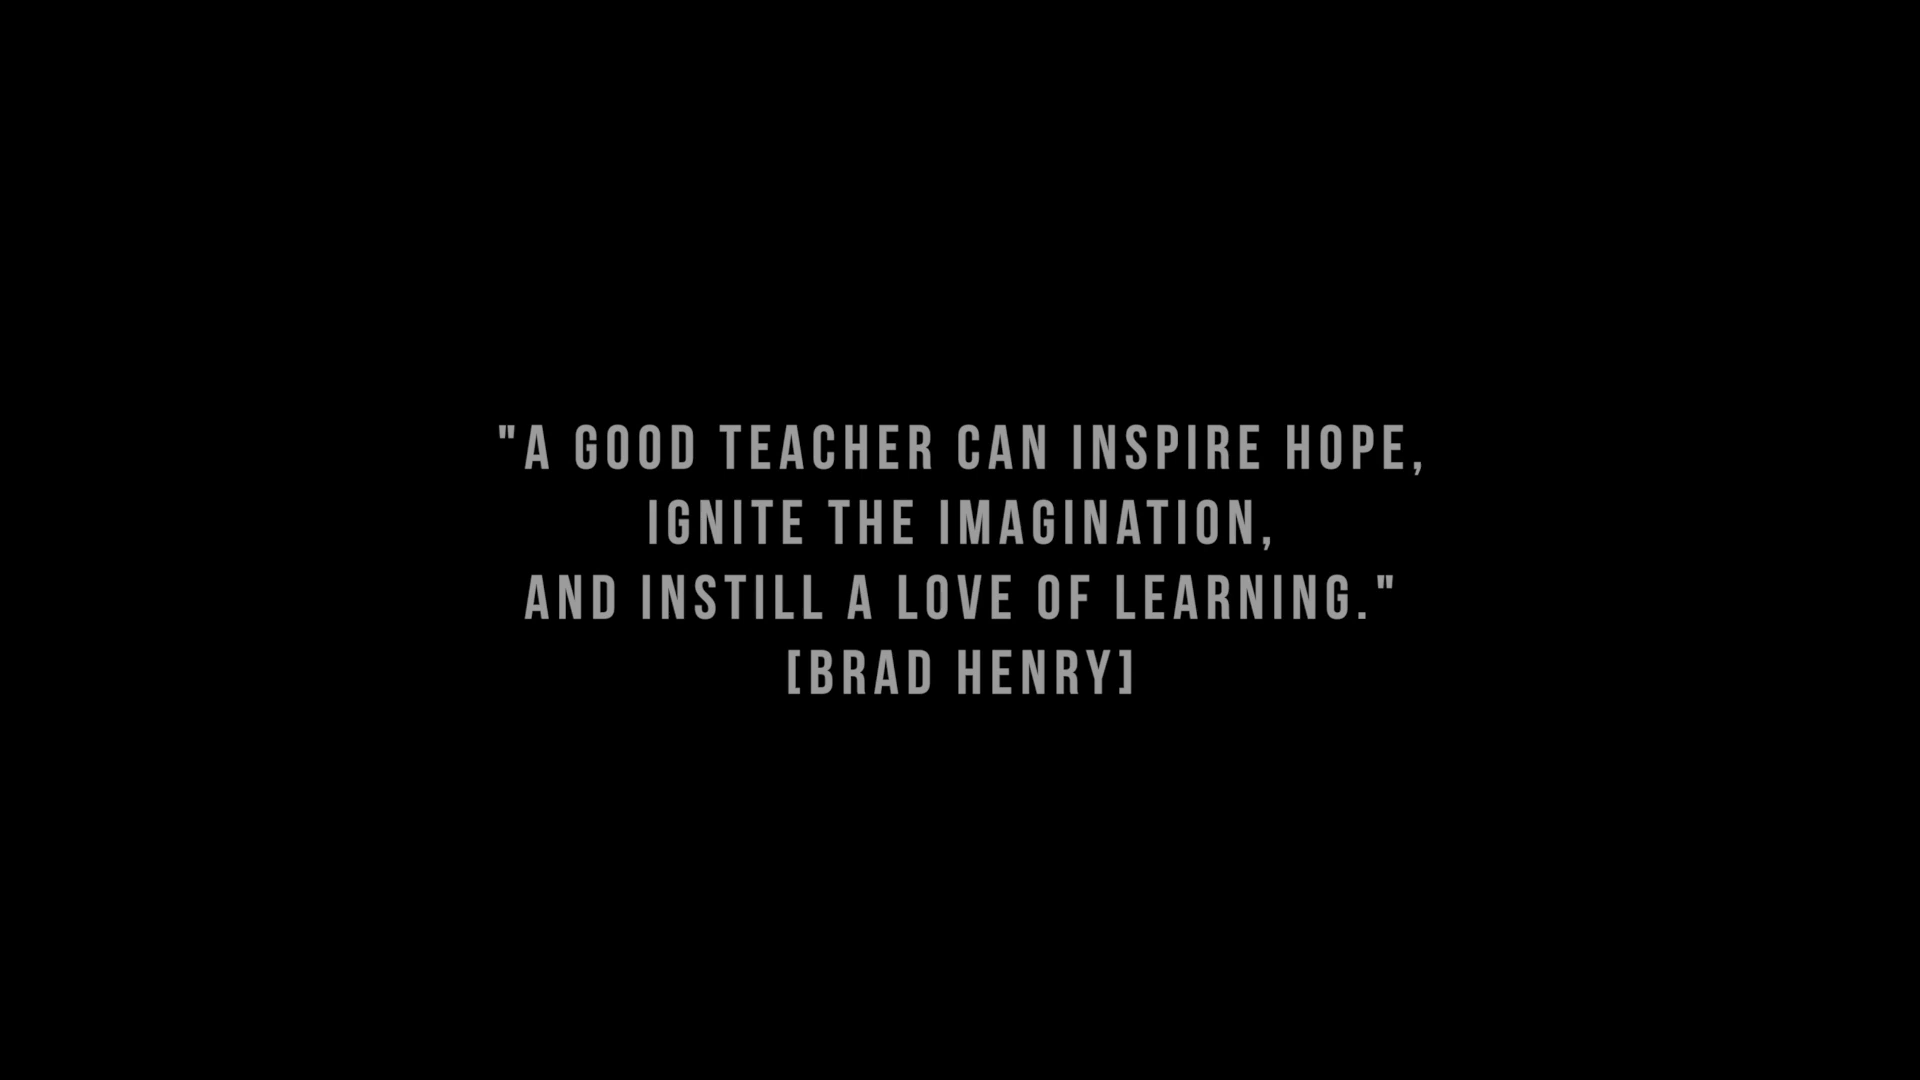 "A GOOD TEACHER CAN INSPIRE HOPE,
IGNITE THE IMAGINATION,
AND INSTILL A LOVE OF LEARNING."
[BRAD HENRY]